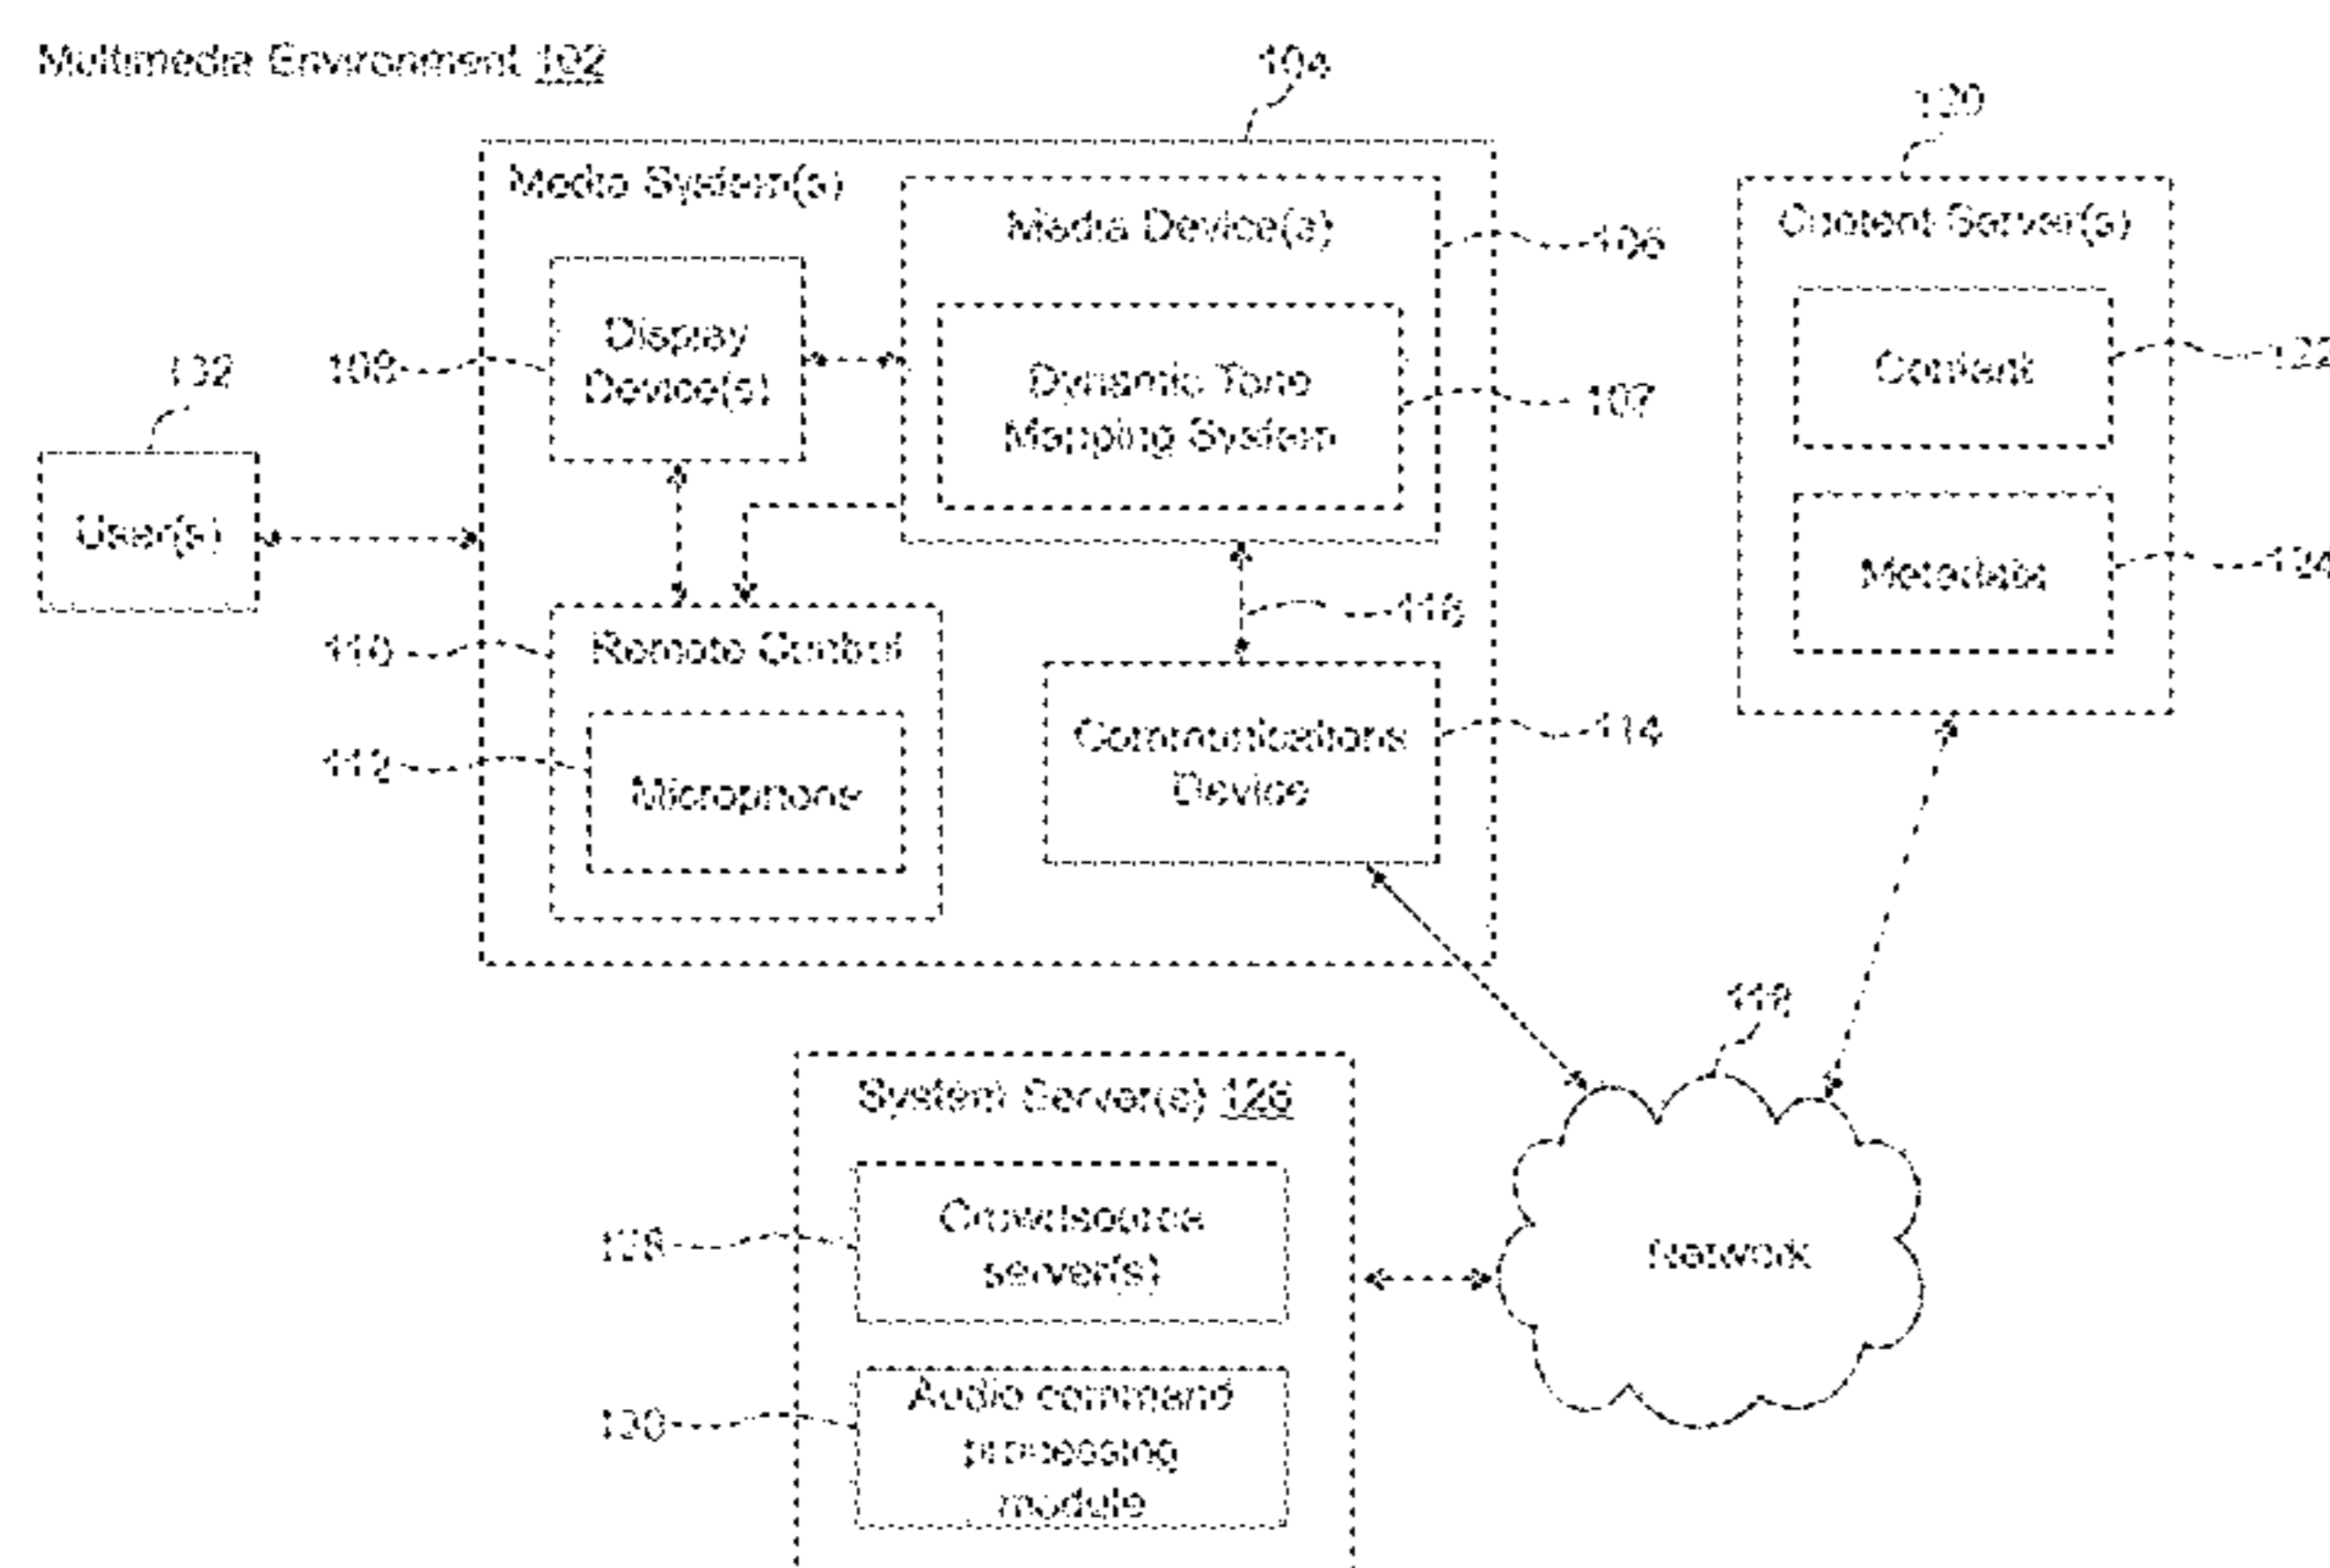 Multimedia Environment 102
104
120
Media System(s)
Media Device(s)
106
Content Server(s)
Display
Device(s)
108
Dynamic Tone
Mapping System
107
Content
122
132
User(s)
Metadata
124
116
110
Remote Control
112
Microphone
Communications
Device
114
118
System Server(s) 126
Crowdsource
server(s)
128
Network
Audio command
processing
module
130